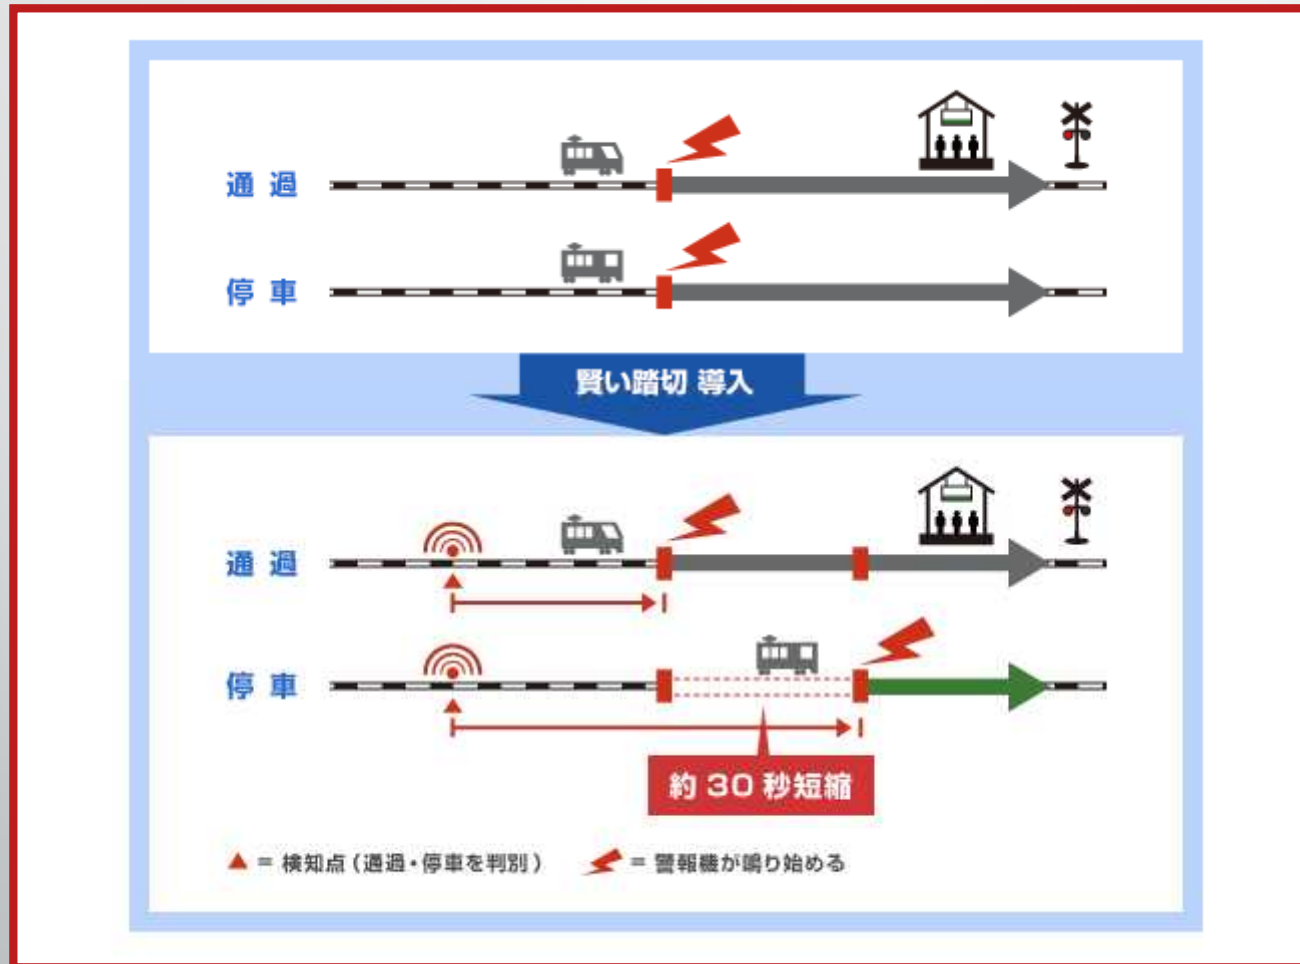 通過
停車
賢い踏切 導入
通過
停車
約30秒短縮
▲ = 検知点(通過・停車を判別) = 警報機が鳴り始める